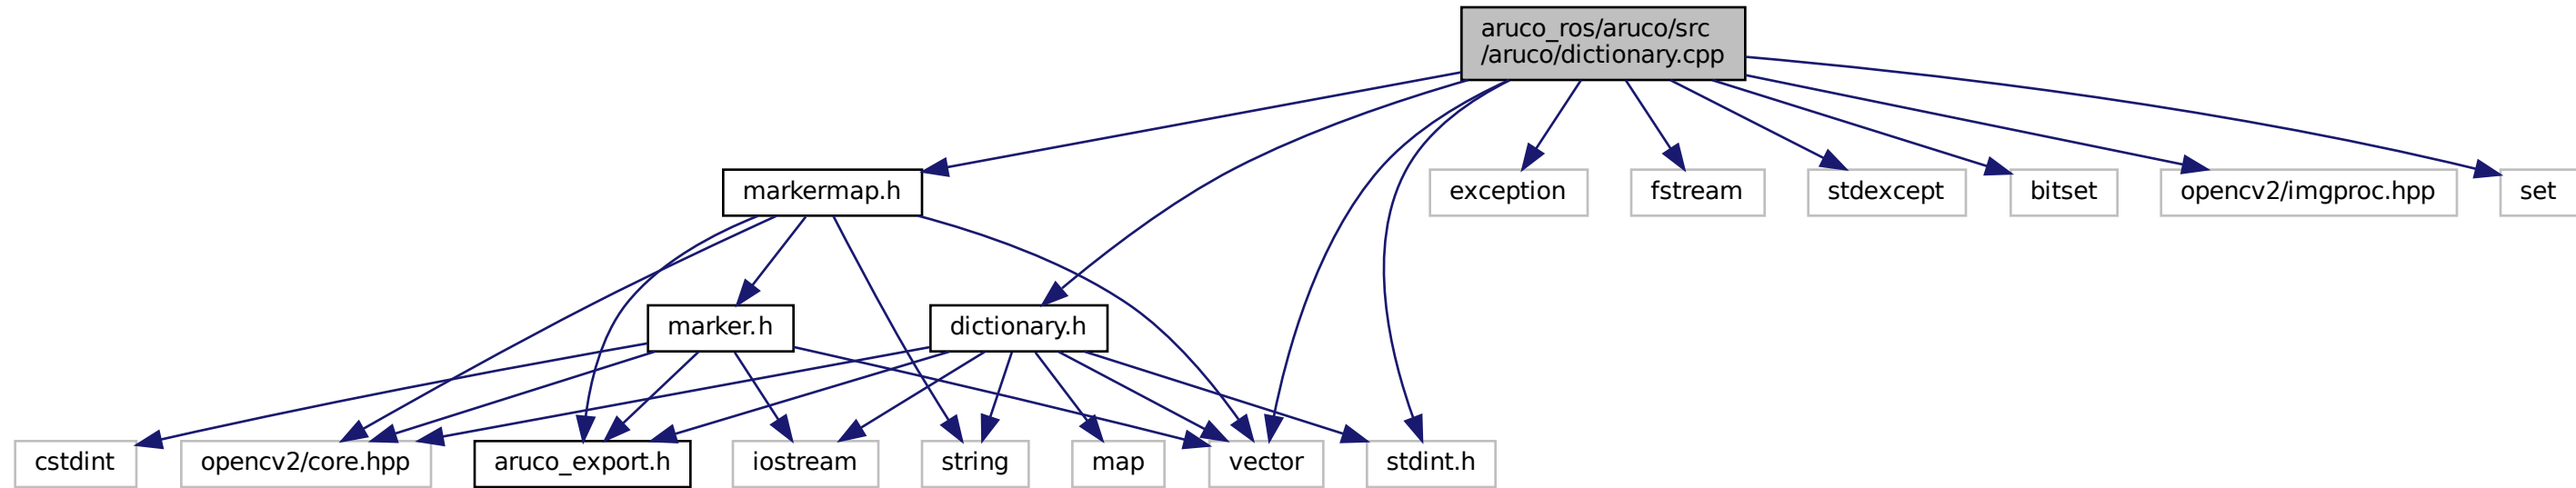 aruco_ros/aruco/src
/aruco/dictionary.cpp
markermap.h
exception
fstream
stdexcept
bitset
opencv2/imgproc.hpp
set
marker.h
dictionary.h
cstdint
opencv2/core.hpp
aruco_export.h
iostream
string
map
vector
stdint.h